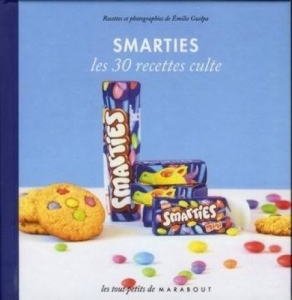 Recettes et photographies de Émilie Guelpa
SMARTIES
les 30 recettes culte
SMARTIES
SMARTIES
les tout petits de MARABOUT